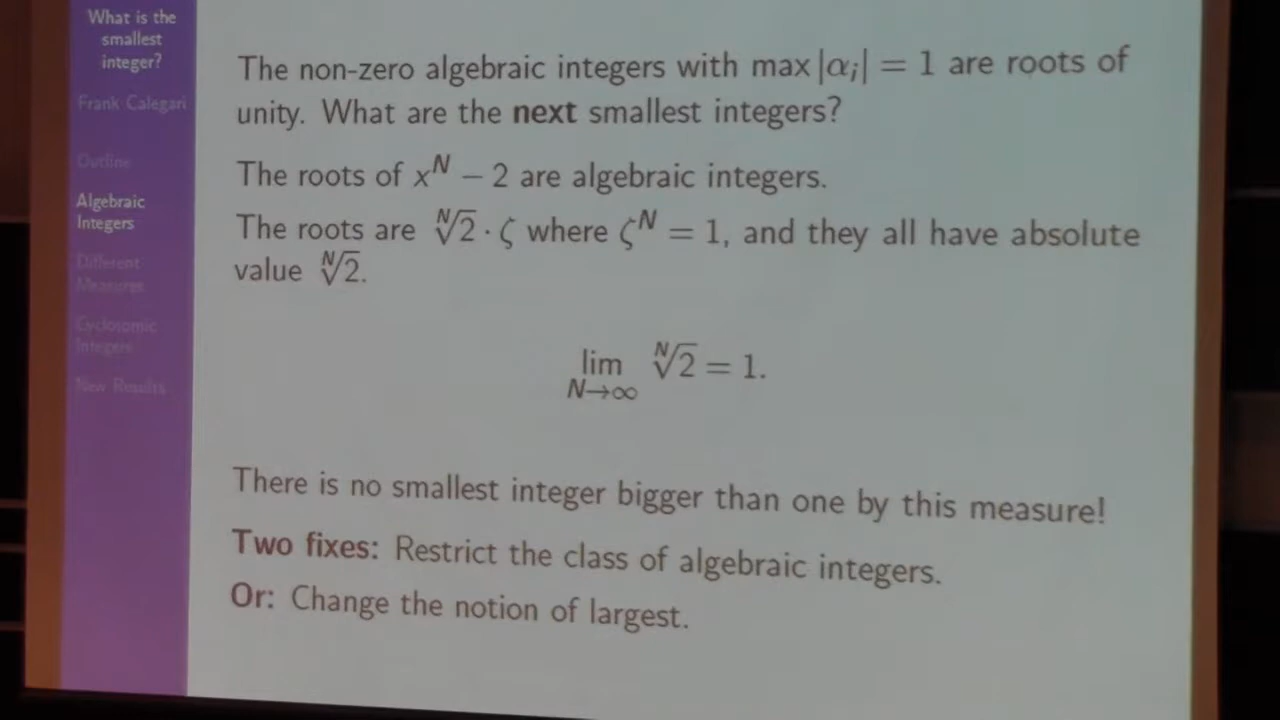 What is the
smallest
integer?
Frank Calegari
Outline
Algebraic
Integers
Different
Measures
Cyclotomic
Integers
New Results
The non-zero algebraic integers with max |αᵢ| = 1 are roots of
unity. What are the next smallest integers?
The roots of x^N − 2 are algebraic integers.
The roots are ᴺ√2 · ζ where ζ^N = 1, and they all have absolute
value ᴺ√2.
lim ᴺ√2 = 1.
N→∞
There is no smallest integer bigger than one by this measure!
Two fixes: Restrict the class of algebraic integers.
Or: Change the notion of largest.